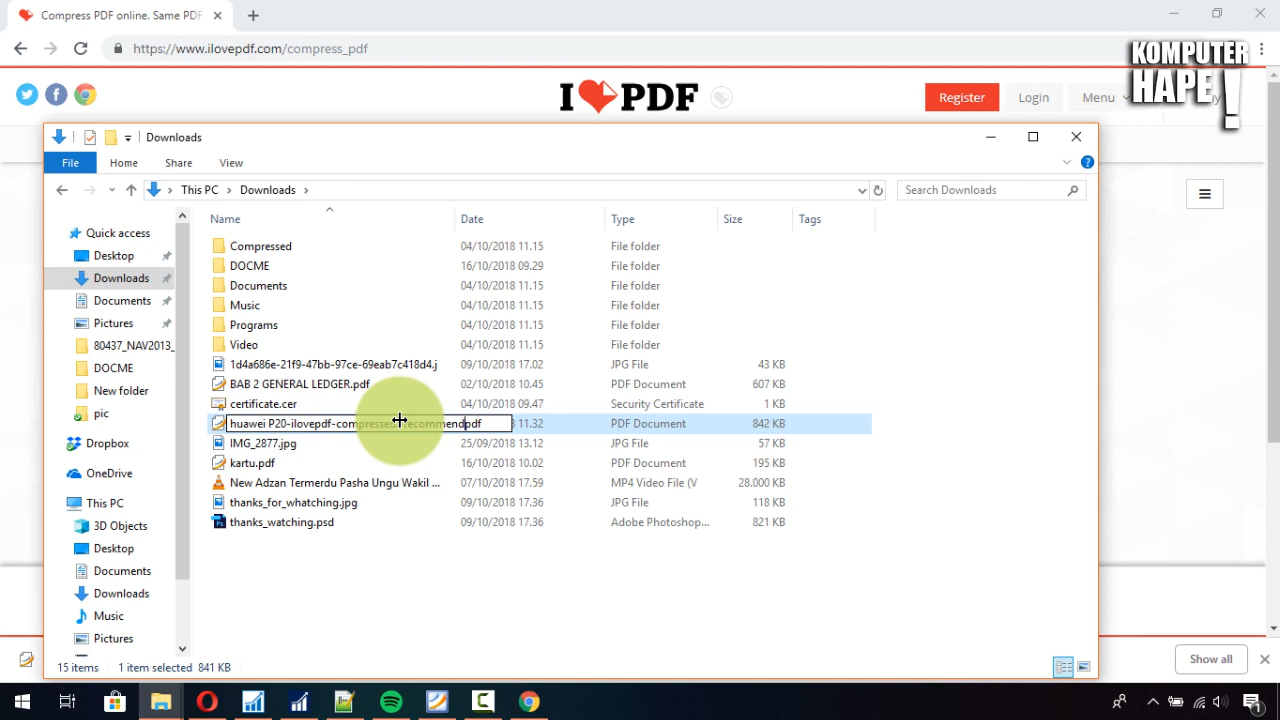 Compress PDF online. Same PDF
https://www.ilovepdf.com/compress_pdf
KOMPUTER
HAPE!
I PDF
Register
Login
Menu
Downloads
File
Home
Share
View
This PC
Downloads
Search Downloads
Name
Date
Type
Size
Tags
Quick access
Desktop
Downloads
Documents
Pictures
80437_NAV2013_
DOCME
New folder
pic
Dropbox
OneDrive
This PC
3D Objects
Desktop
Documents
Downloads
Music
Pictures
Compressed 04/10/2018 11.15 File folder
DOCME 16/10/2018 09.29 File folder
Documents 04/10/2018 11.15 File folder
Music 04/10/2018 11.15 File folder
Programs 04/10/2018 11.15 File folder
Video 04/10/2018 11.15 File folder
1d4a686e-21f9-47bb-97ce-69eab7c418d4.j 09/10/2018 17.02 JPG File 43 KB
BAB 2 GENERAL LEDGER.pdf 02/10/2018 10.45 PDF Document 607 KB
certificate.cer 04/10/2018 09.47 Security Certificate 1 KB
huawei P20-ilovepdf-compressed recommendpdf 11.32 PDF Document 842 KB
IMG_2877.jpg 25/09/2018 13.12 JPG File 57 KB
kartu.pdf 16/10/2018 10.02 PDF Document 195 KB
New Adzan Termerdu Pasha Ungu Wakil ... 07/10/2018 17.59 MP4 Video File (V 28.000 KB
thanks_for_whatching.jpg 09/10/2018 17.36 JPG File 118 KB
thanks_watching.psd 09/10/2018 17.36 Adobe Photoshop... 821 KB
15 items 1 item selected 841 KB
Show all